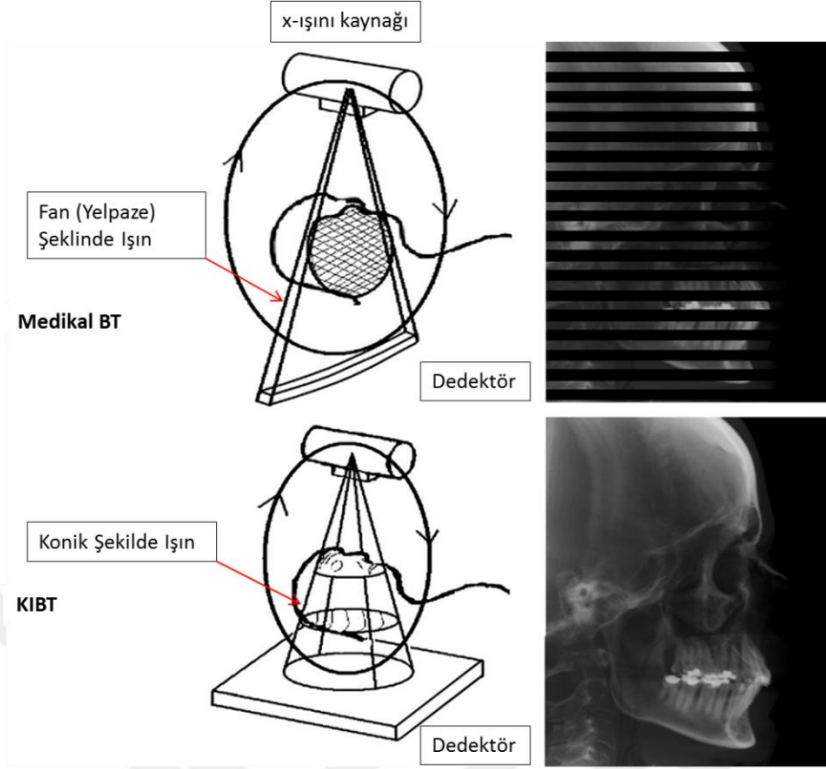 x-ışını kaynağı
Fan (Yelpaze)
Şeklinde Işın
Medikal BT
Dedektör
Konik Şekilde Işın
KIBT
Dedektör